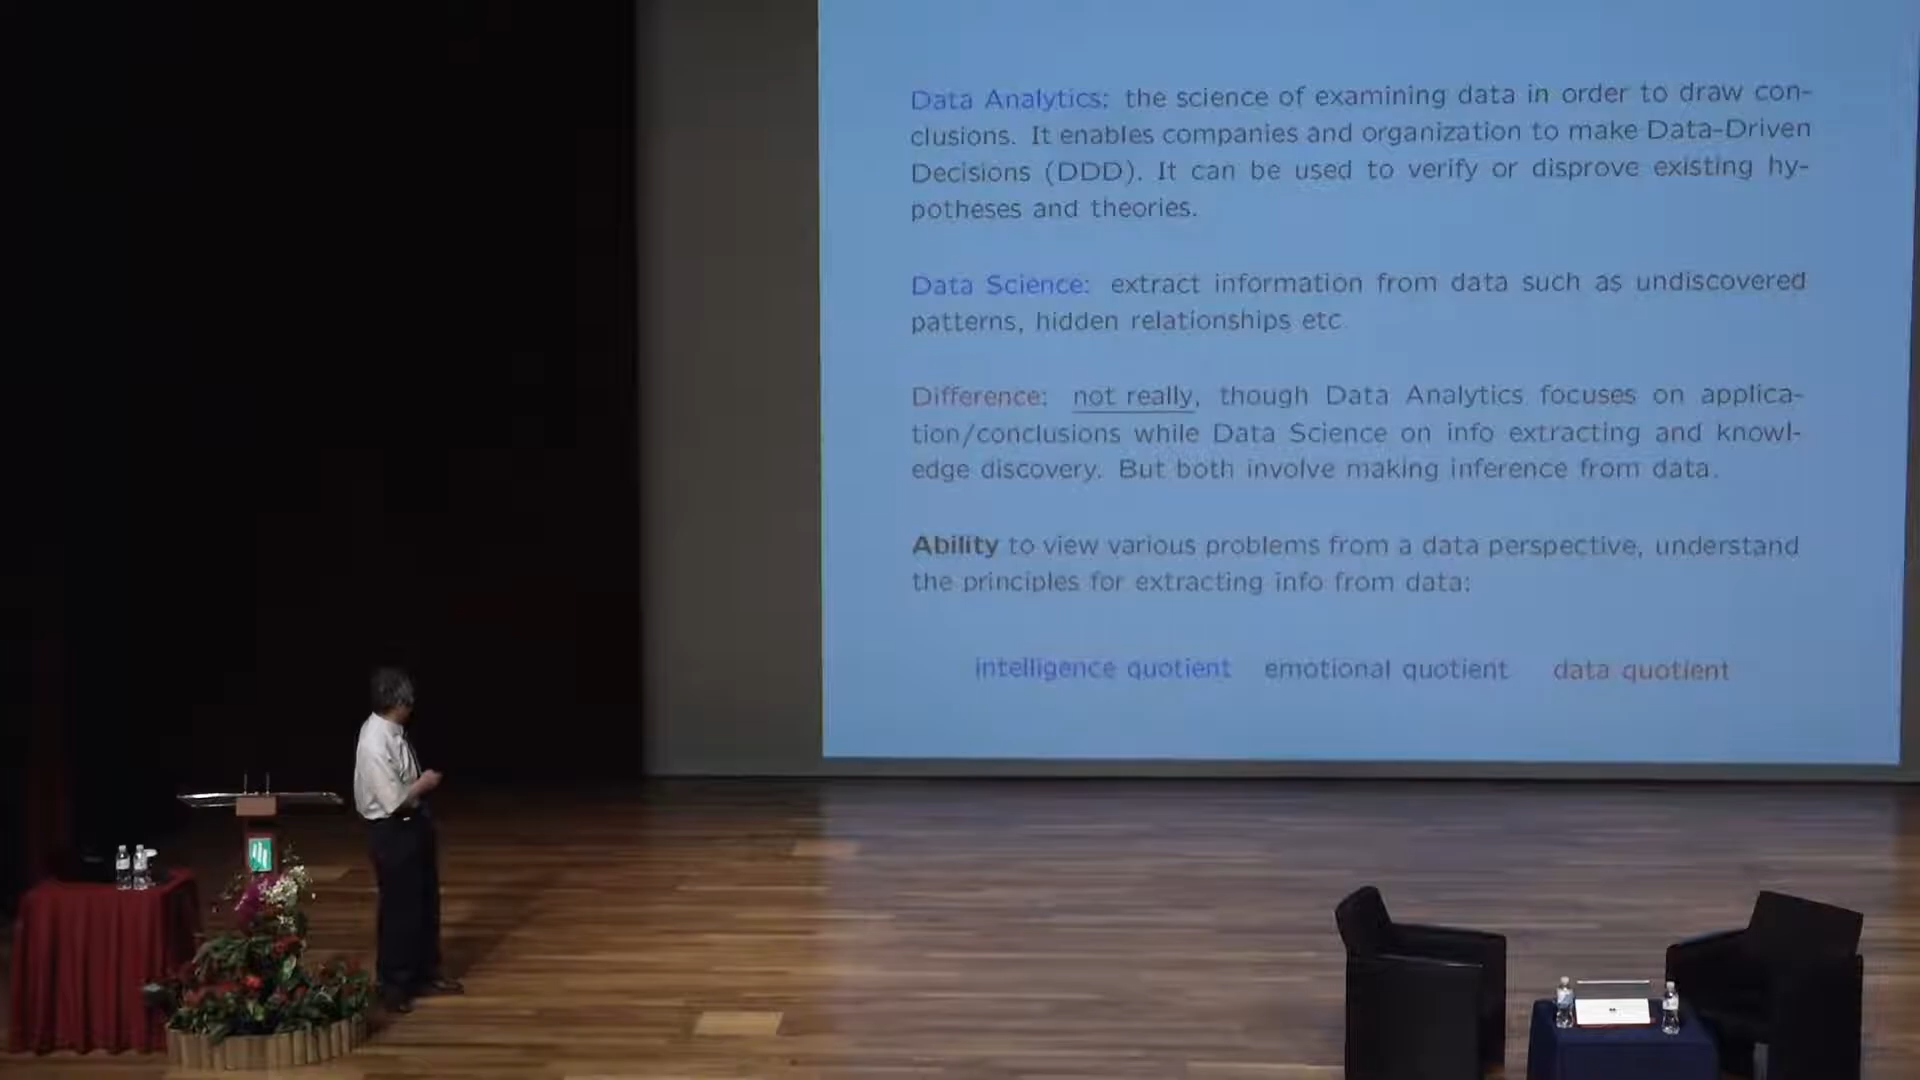 Data Analytics: the science of examining data in order to draw con-
clusions. It enables companies and organization to make Data-Driven
Decisions (DDD). It can be used to verify or disprove existing hy-
potheses and theories.
Data Science: extract information from data such as undiscovered
patterns, hidden relationships etc
Difference: not really, though Data Analytics focuses on applica-
tion/conclusions while Data Science on info extracting and knowl-
edge discovery. But both involve making inference from data.
Ability to view various problems from a data perspective, understand
the principles for extracting info from data:
intelligence quotient emotional quotient data quotient